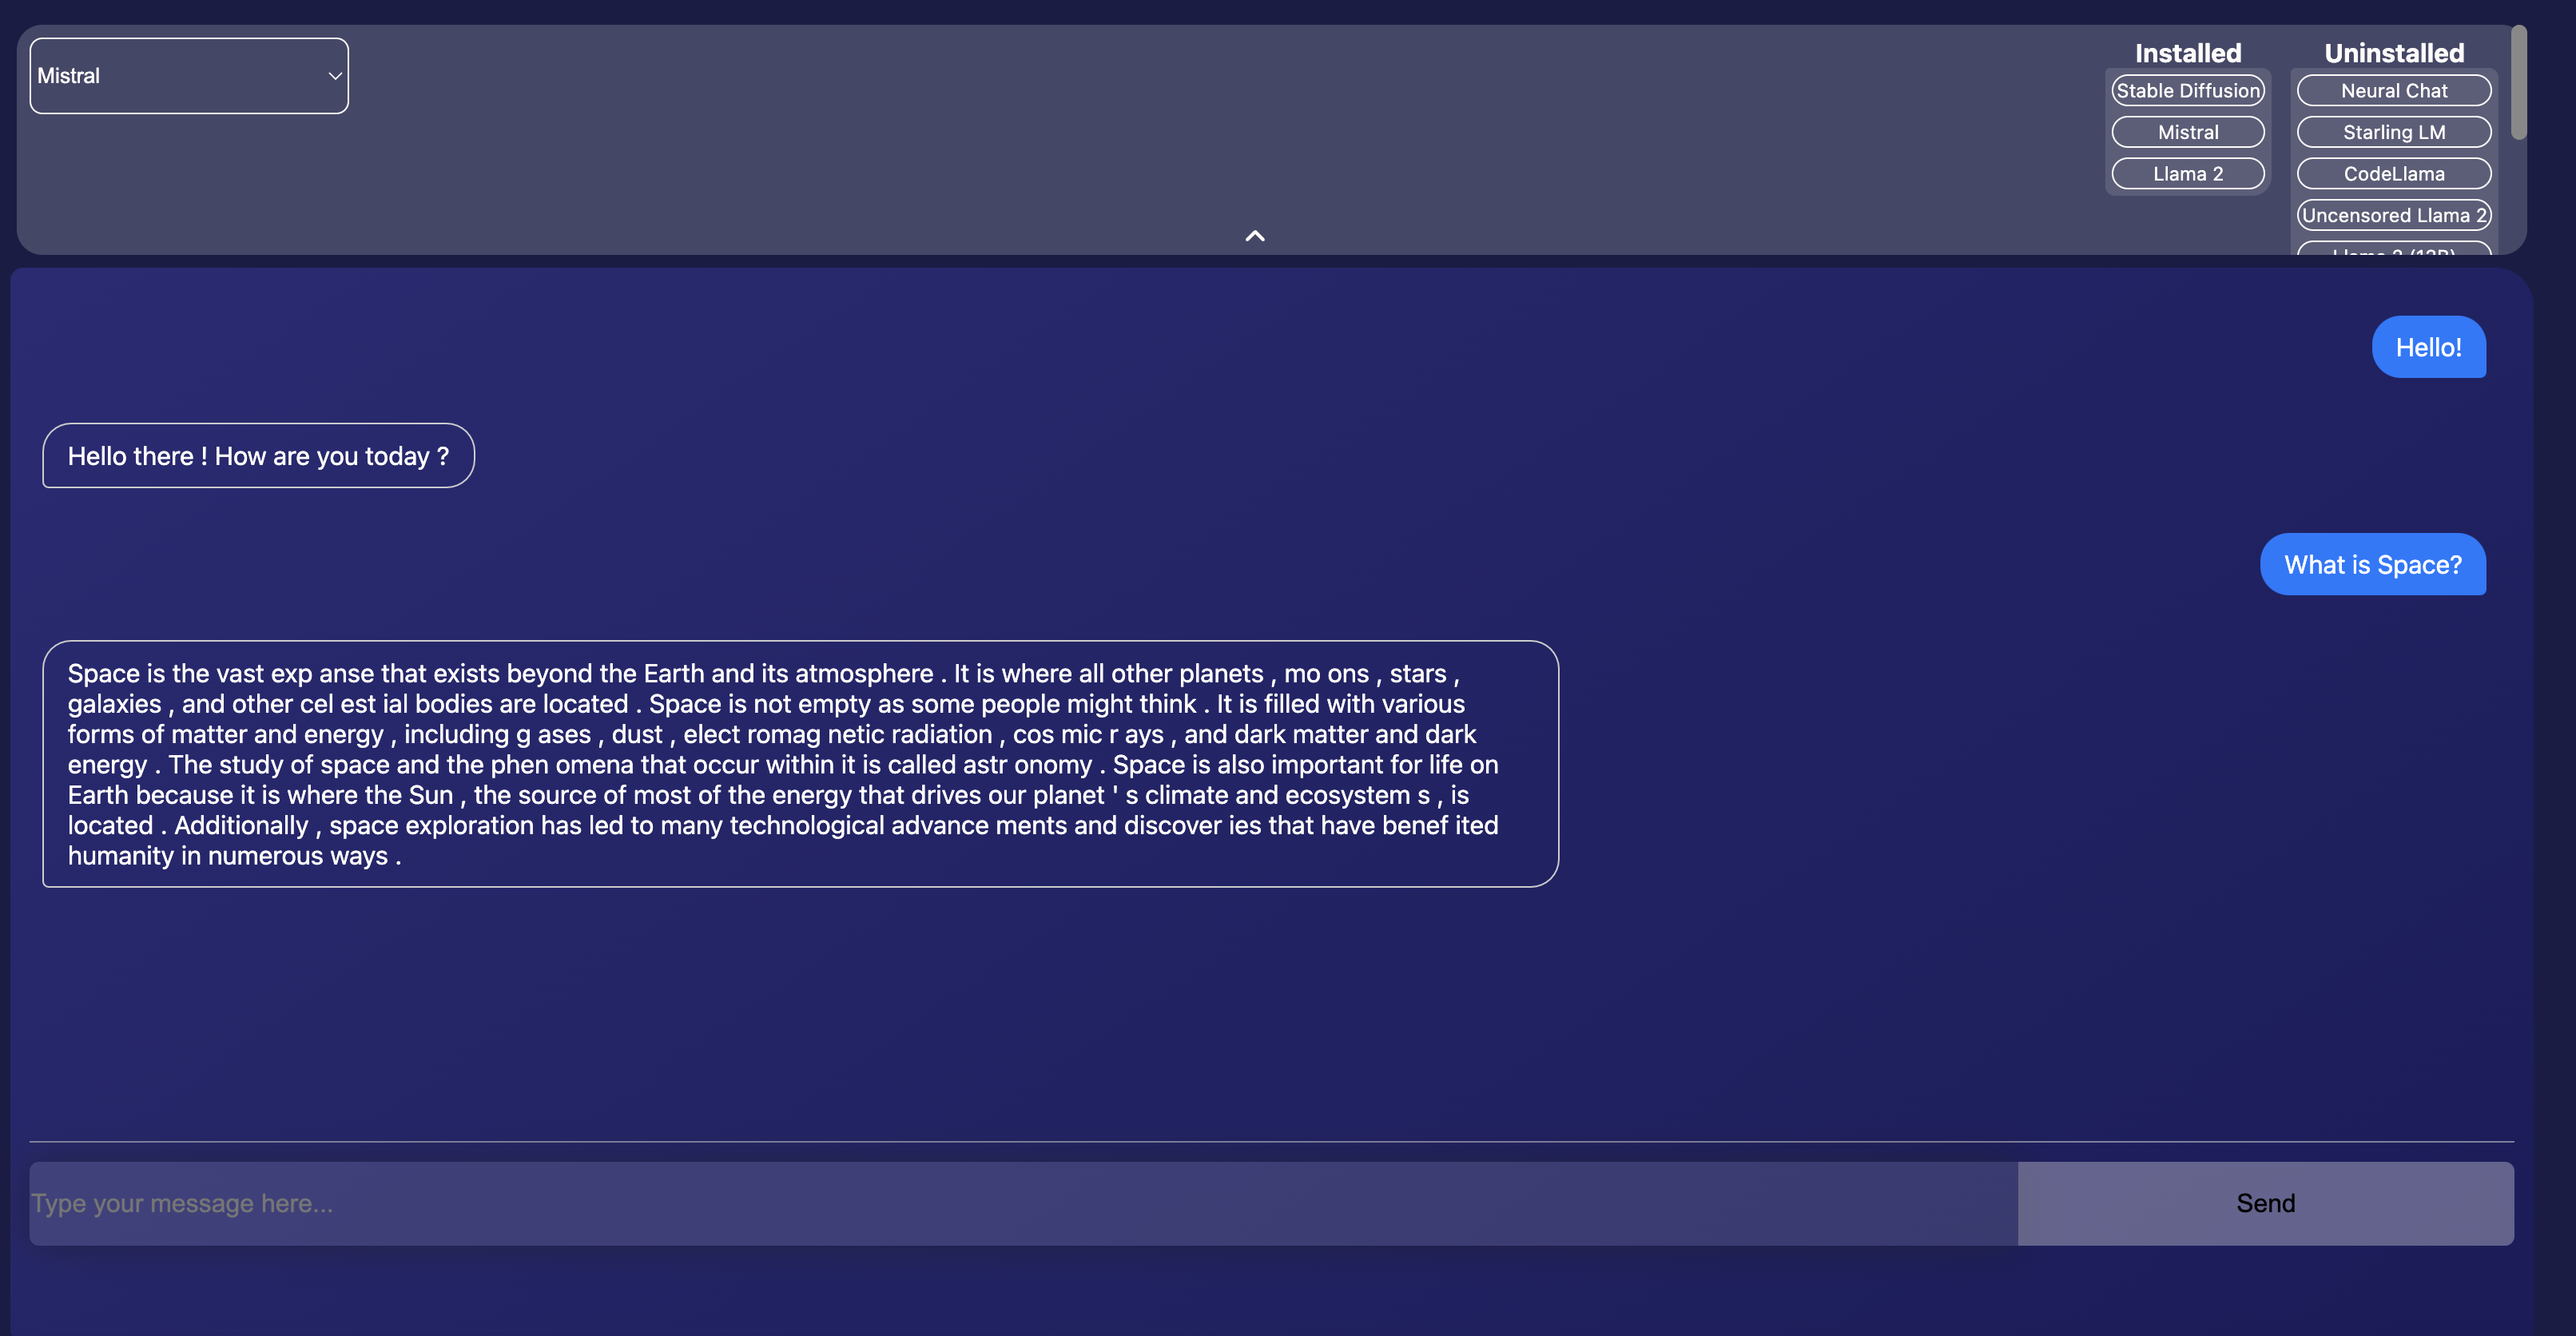 Mistral
Installed
Stable Diffusion
Mistral
Llama 2
Uninstalled
Neural Chat
Starling LM
CodeLlama
Uncensored Llama 2
Llama 2 (13B)
Hello!
Hello there ! How are you today ?
What is Space?
Space is the vast exp anse that exists beyond the Earth and its atmosphere . It is where all other planets , mo ons , stars ,
galaxies , and other cel est ial bodies are located . Space is not empty as some people might think . It is filled with various
forms of matter and energy , including g ases , dust , elect romag netic radiation , cos mic r ays , and dark matter and dark
energy . The study of space and the phen omena that occur within it is called astr onomy . Space is also important for life on
Earth because it is where the Sun , the source of most of the energy that drives our planet ' s climate and ecosystem s , is
located . Additionally , space exploration has led to many technological advance ments and discover ies that have benef ited
humanity in numerous ways .
Type your message here...
Send